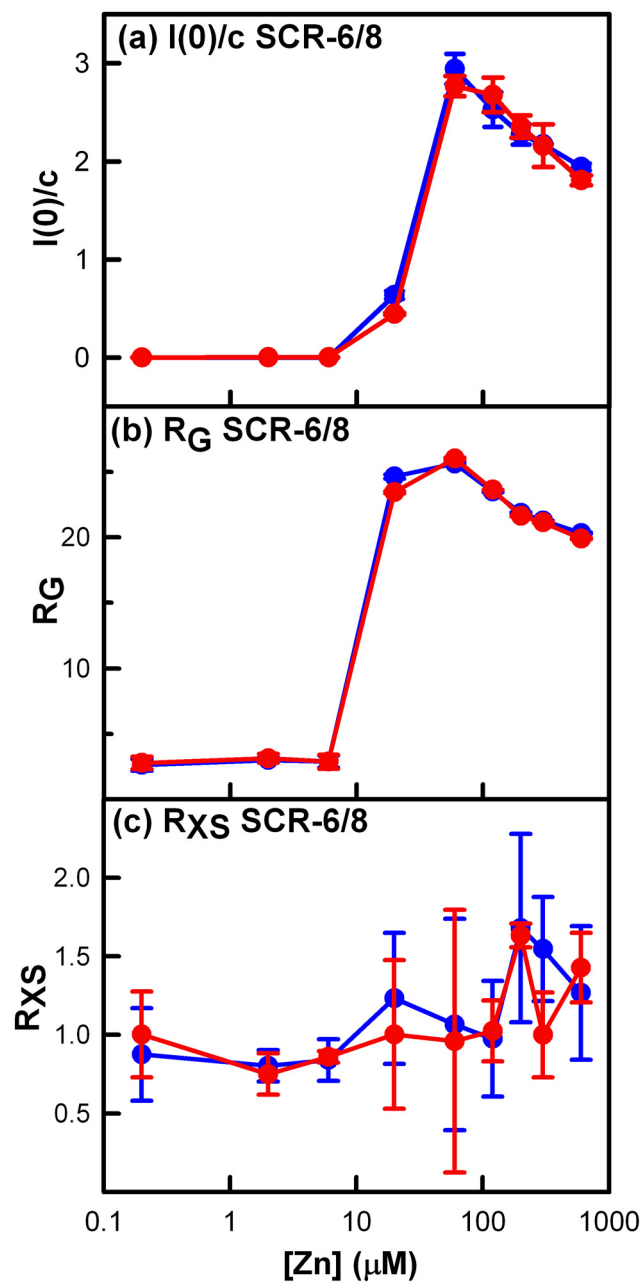 (a) I(0)/c SCR-6/8
3
2
1
0
I(0)/c
(b) RG SCR-6/8
20
10
RG
(c) RXS SCR-6/8
2.0
1.5
1.0
0.5
RXS
0.1 1 10 100 1000
[Zn] (μM)